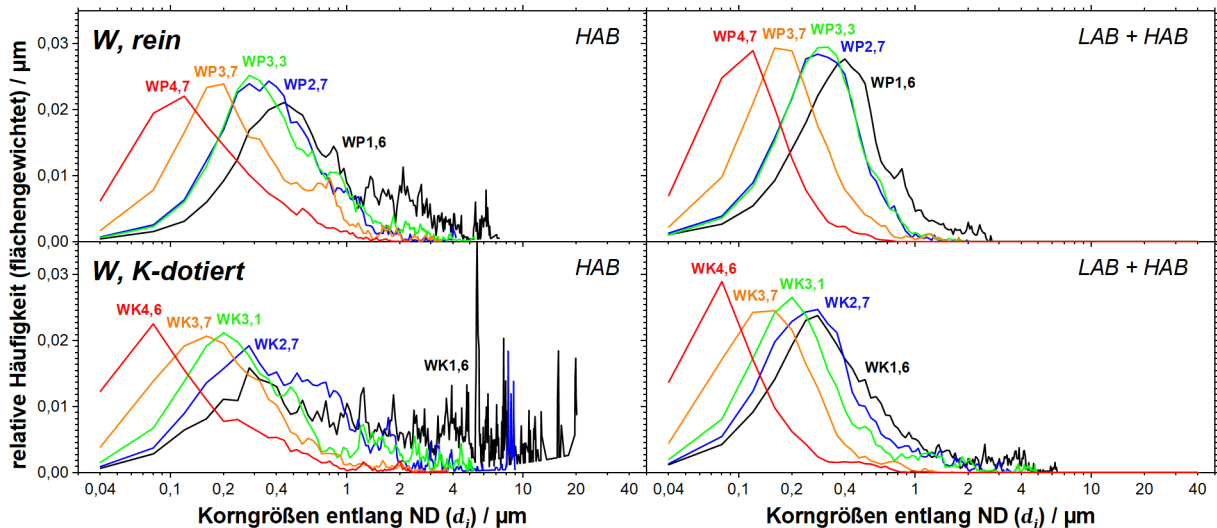 relative Häufigkeit (flächengewichtet) / µm
W, rein
HAB
WP4,7
WP3,7
WP3,3
WP2,7
WP1,6
0,03
0,02
0,01
0,00
LAB + HAB
WP4,7
WP3,7
WP3,3
WP2,7
WP1,6
W, K-dotiert
HAB
WK4,6
WK3,7
WK3,1
WK2,7
WK1,6
0,03
0,02
0,01
0,00
LAB + HAB
WK4,6
WK3,7
WK3,1
WK2,7
WK1,6
0,04 0,1 0,2 0,4 1 2 4 10 20 40
0,04 0,1 0,2 0,4 1 2 4 10 20 40
Korngrößen entlang ND (di) / µm
Korngrößen entlang ND (di) / µm